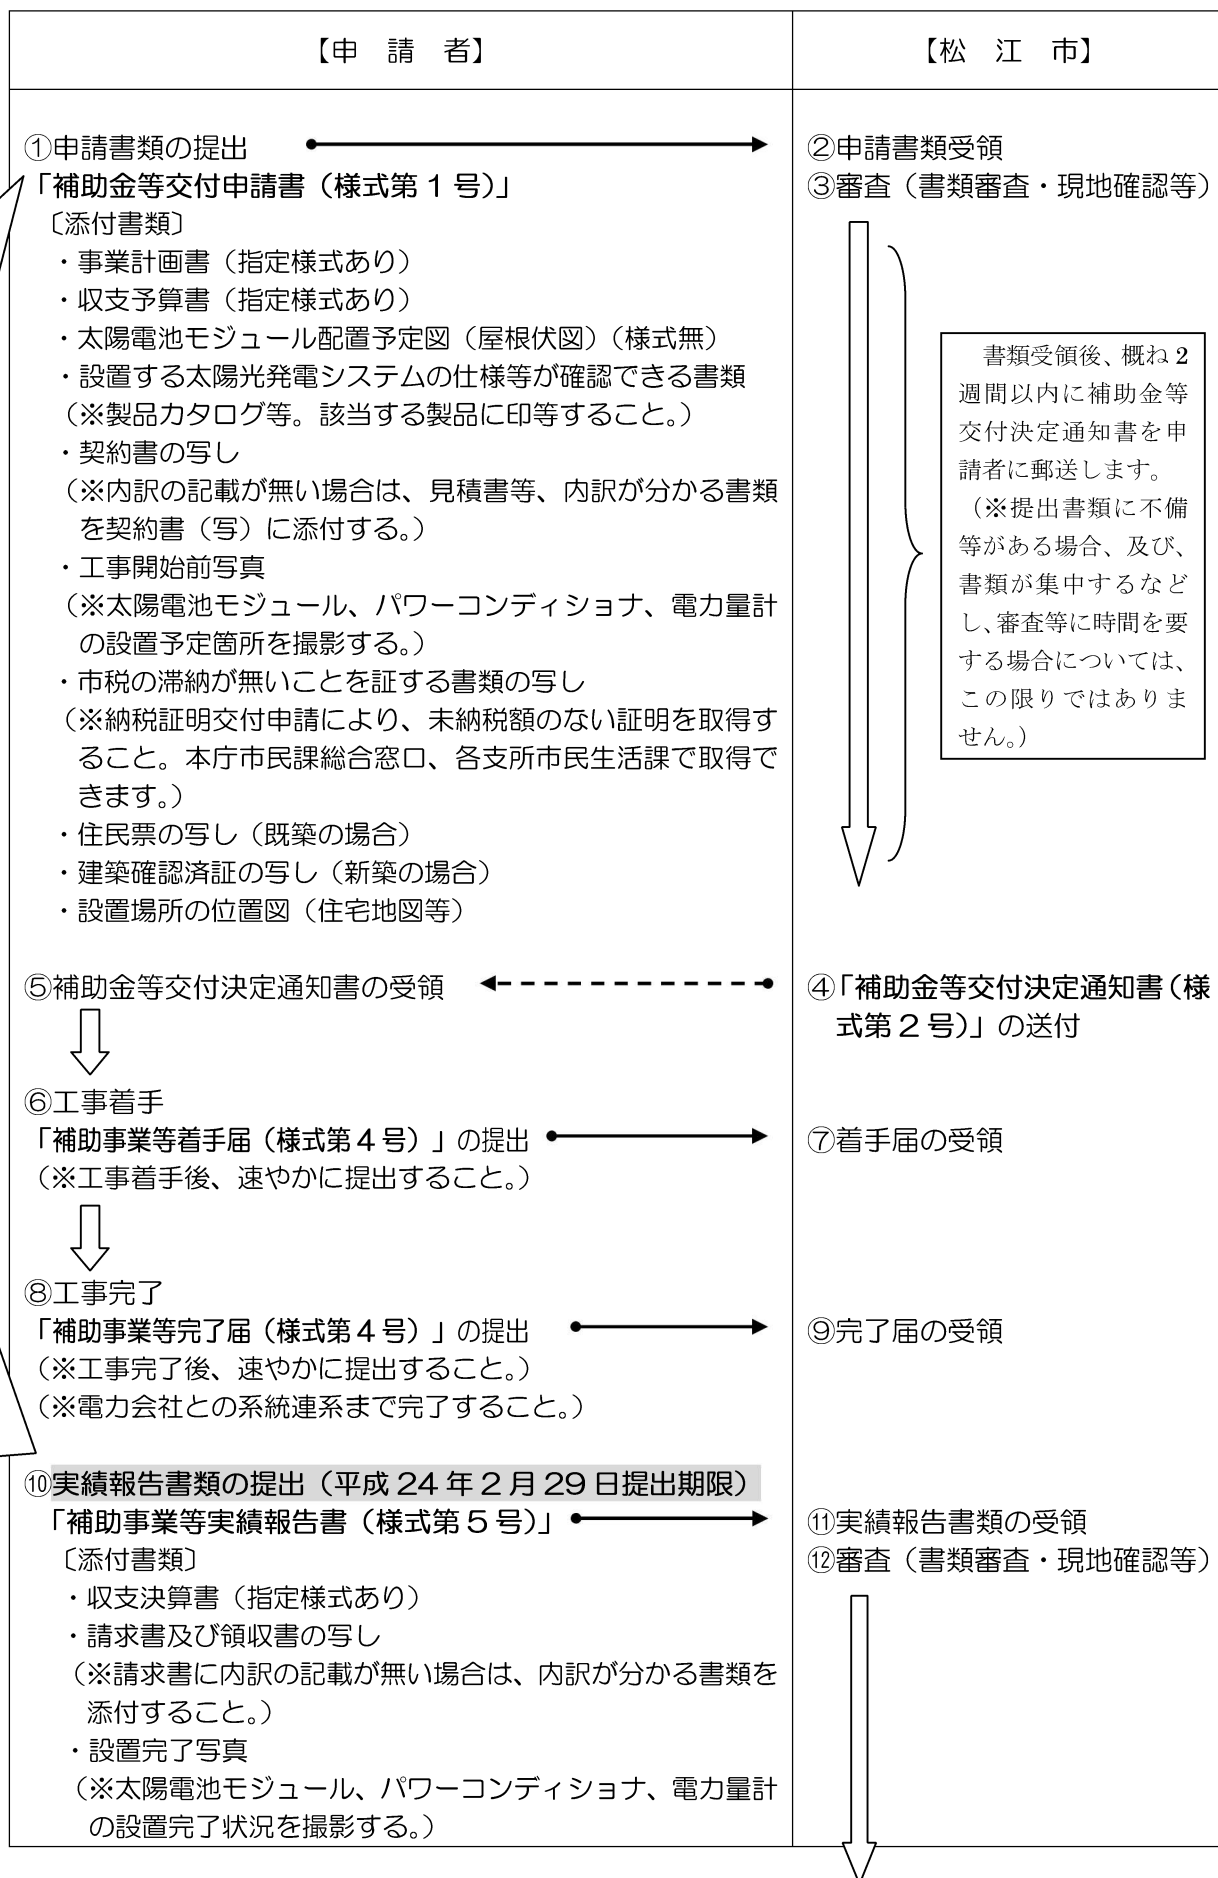 【申　請　者】
①申請書類の提出
「補助金等交付申請書（様式第１号）」
〔添付書類〕
・事業計画書（指定様式あり）
・収支予算書（指定様式あり）
・太陽電池モジュール配置予定図（屋根伏図）（様式無）
・設置する太陽光発電システムの仕様等が確認できる書類
（※製品カタログ等。該当する製品に印等すること。）
・契約書の写し
（※内訳の記載が無い場合は、見積書等、内訳が分かる書類
を契約書（写）に添付する。）
・工事開始前写真
（※太陽電池モジュール、パワーコンディショナ、電力量計
の設置予定箇所を撮影する。）
・市税の滞納が無いことを証する書類の写し
（※納税証明交付申請により、未納税額のない証明を取得す
ること。本庁市民課総合窓口、各支所市民生活課で取得で
きます。）
・住民票の写し（既築の場合）
・建築確認済証の写し（新築の場合）
・設置場所の位置図（住宅地図等）
⑤補助金等交付決定通知書の受領
⑥工事着手
「補助事業等着手届（様式第４号）」の提出
（※工事着手後、速やかに提出すること。）
⑧工事完了
「補助事業等完了届（様式第４号）」の提出
（※工事完了後、速やかに提出すること。）
（※電力会社との系統連系まで完了すること。）
⑩実績報告書類の提出（平成 24 年 2 月 29 日提出期限）
「補助事業等実績報告書（様式第５号）」
〔添付書類〕
・収支決算書（指定様式あり）
・請求書及び領収書の写し
（※請求書に内訳の記載が無い場合は、内訳が分かる書類を
添付すること。）
・設置完了写真
（※太陽電池モジュール、パワーコンディショナ、電力量計
の設置完了状況を撮影する。）
【松　江　市】
②申請書類受領
③審査（書類審査・現地確認等）
書類受領後、概ね 2
週間以内に補助金等
交付決定通知書を申
請者に郵送します。
（※提出書類に不備
等がある場合、及び、
書類が集中するなど
し、審査等に時間を要
する場合については、
この限りではありま
せん。）
④「補助金等交付決定通知書（様
式第２号）」の送付
⑦着手届の受領
⑨完了届の受領
⑪実績報告書類の受領
⑫審査（書類審査・現地確認等）